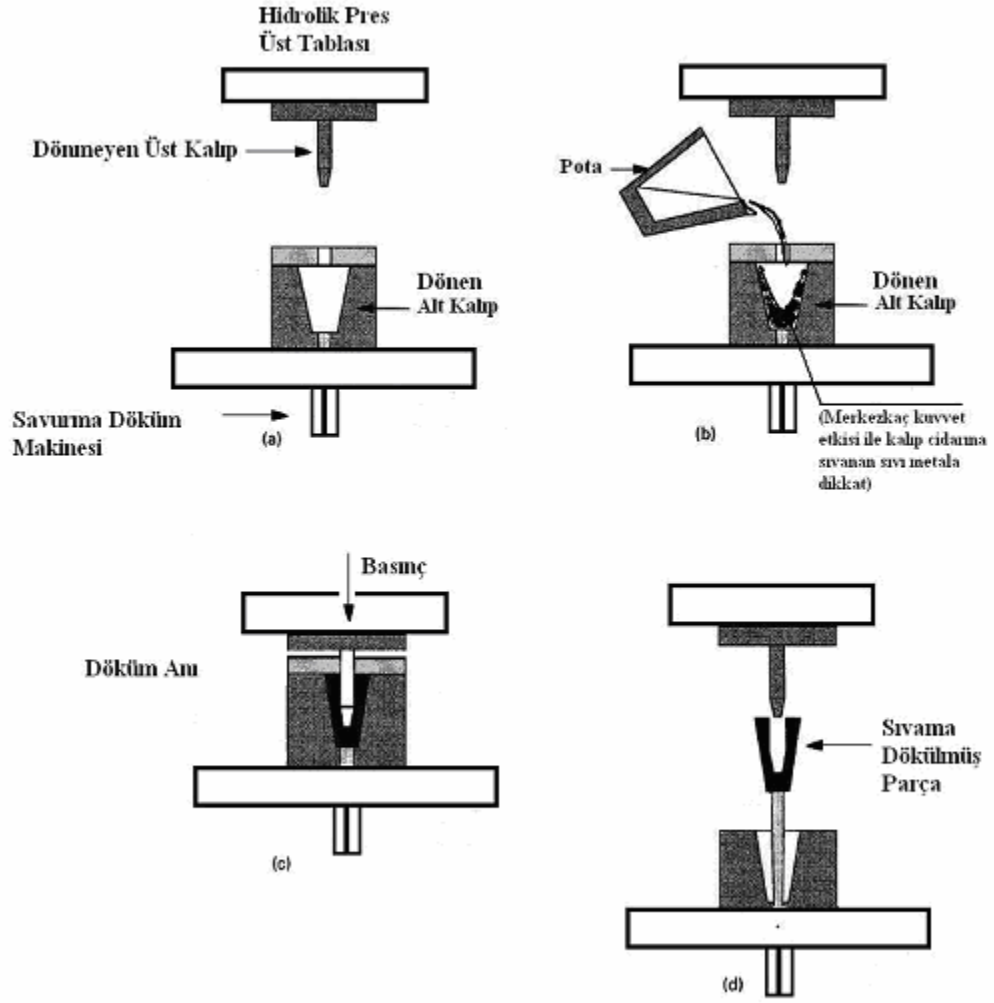 Hidrolik Pres
Üst Tablası
Dönmeyen Üst Kalıp
Dönen
Alt Kalıp
Savurma Döküm
Makinesi
(a)
Pota
Dönen
Alt Kalıp
(Merkezkaç kuvvet
etkisi ile kalıp cidarına
sıvanan sıvı metala
dikkat)
(b)
Basınç
Döküm Anı
(c)
Sıvama
Dökülmüş
Parça
(d)